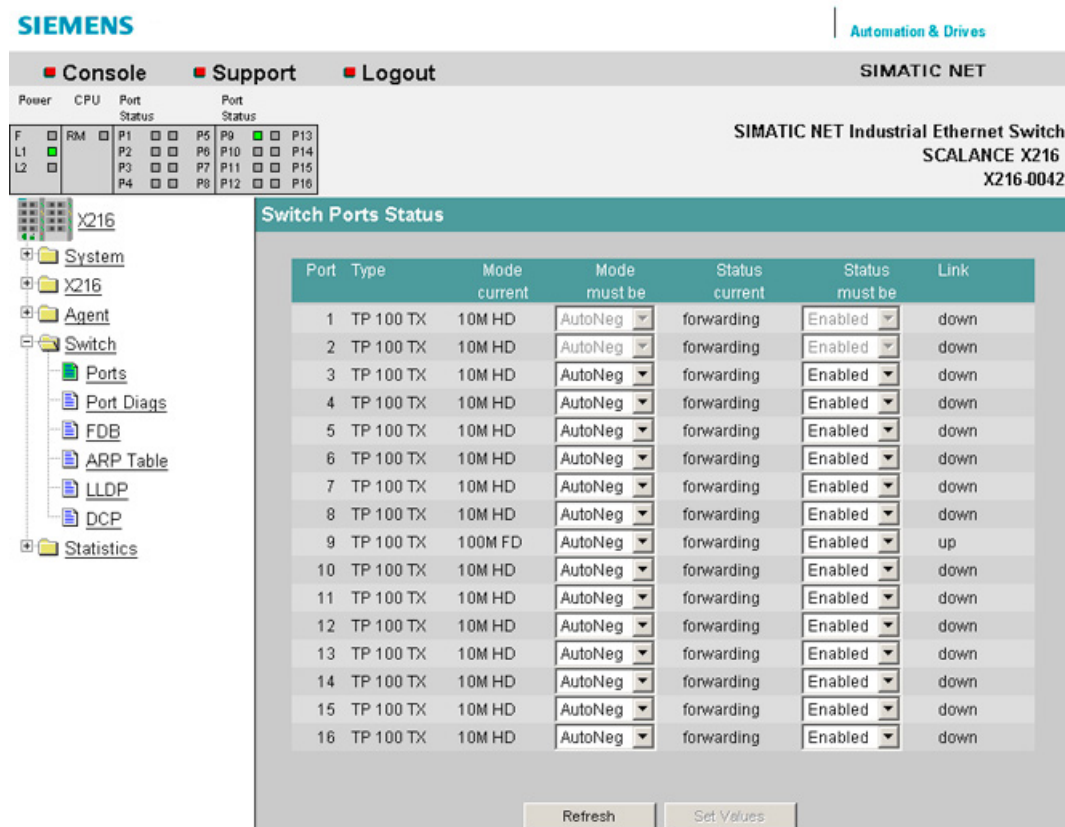 SIEMENS
Automation & Drives
Console Support Logout SIMATIC NET
Power CPU Port Status Port Status
F RM P1 P5 P9 P13
L1 P2 P6 P10 P14
L2 P3 P7 P11 P15
P4 P8 P12 P16
SIMATIC NET Industrial Ethernet Switch
SCALANCE X216
X216-0042
X216
System
X216
Agent
Switch
Ports
Port Diags
FDB
ARP Table
LLDP
DCP
Statistics
Switch Ports Status
Port Type Mode current Mode must be Status current Status must be Link
1 TP 100 TX 10M HD AutoNeg forwarding Enabled down
2 TP 100 TX 10M HD AutoNeg forwarding Enabled down
3 TP 100 TX 10M HD AutoNeg forwarding Enabled down
4 TP 100 TX 10M HD AutoNeg forwarding Enabled down
5 TP 100 TX 10M HD AutoNeg forwarding Enabled down
6 TP 100 TX 10M HD AutoNeg forwarding Enabled down
7 TP 100 TX 10M HD AutoNeg forwarding Enabled down
8 TP 100 TX 10M HD AutoNeg forwarding Enabled down
9 TP 100 TX 100M FD AutoNeg forwarding Enabled up
10 TP 100 TX 10M HD AutoNeg forwarding Enabled down
11 TP 100 TX 10M HD AutoNeg forwarding Enabled down
12 TP 100 TX 10M HD AutoNeg forwarding Enabled down
13 TP 100 TX 10M HD AutoNeg forwarding Enabled down
14 TP 100 TX 10M HD AutoNeg forwarding Enabled down
15 TP 100 TX 10M HD AutoNeg forwarding Enabled down
16 TP 100 TX 10M HD AutoNeg forwarding Enabled down
Refresh Set Values